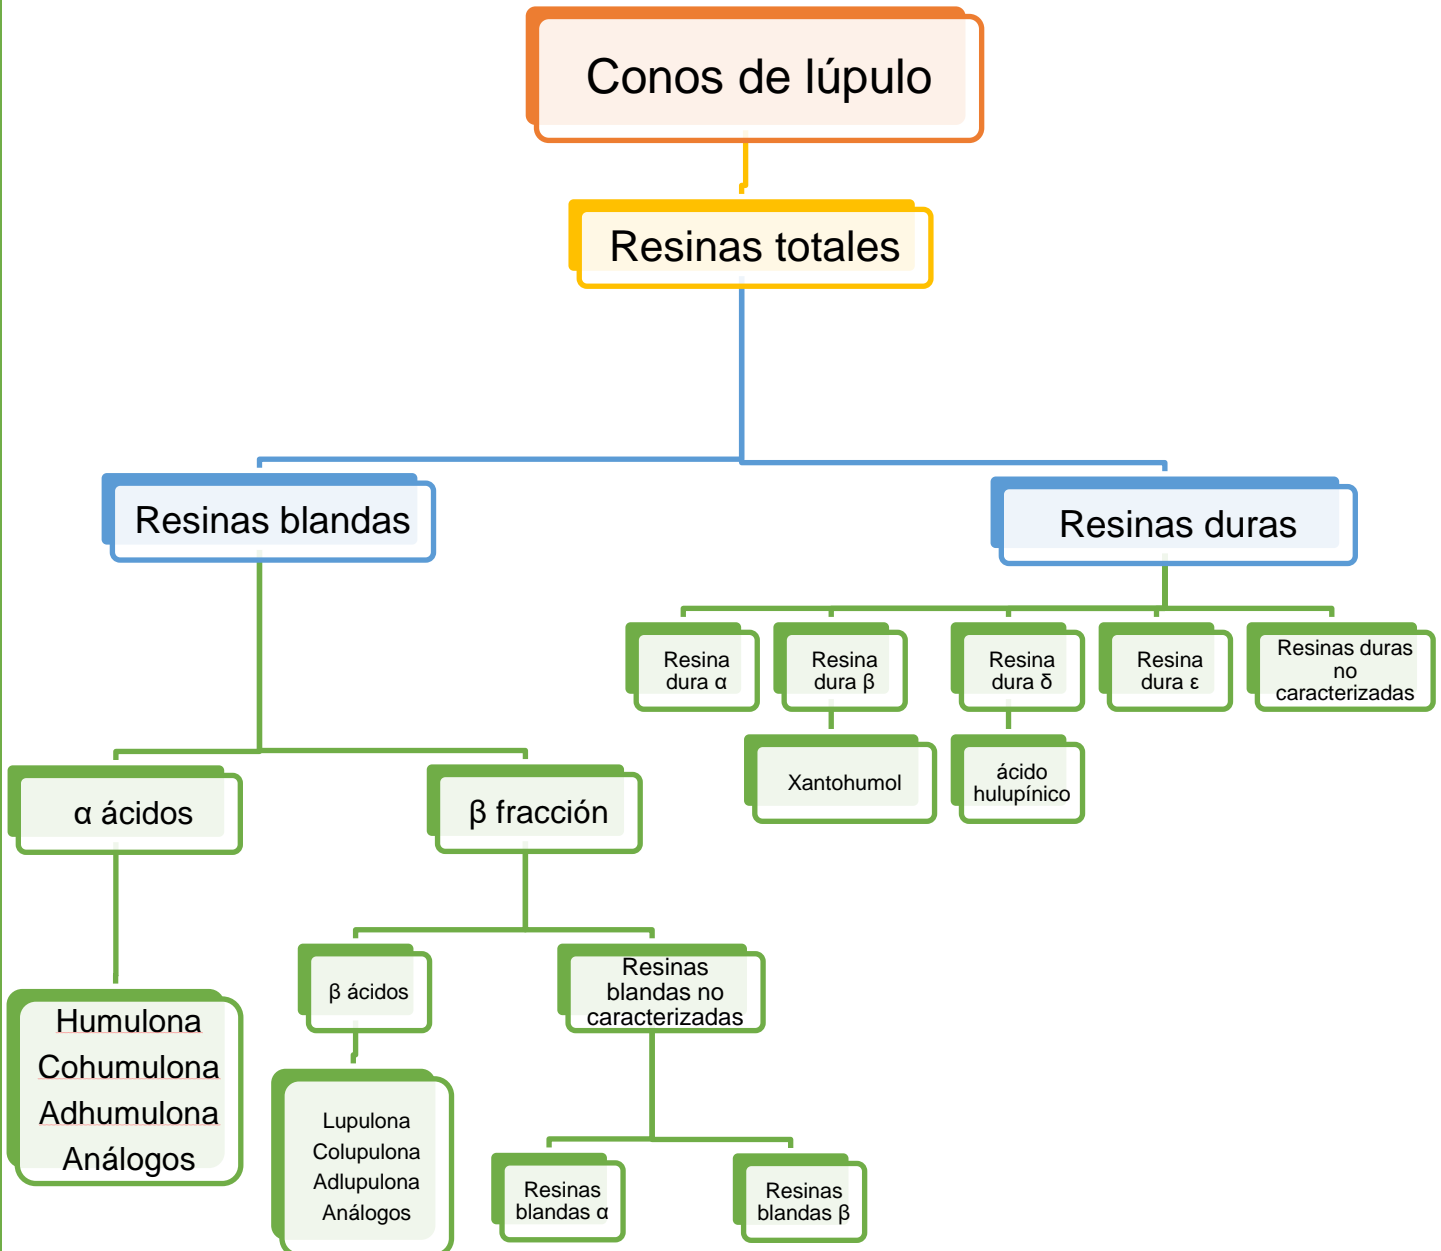 Conos de lúpulo
Resinas totales
Resinas blandas
Resinas duras
Resina
dura α
Resina
dura β
Resina
dura δ
Resina
dura ε
Resinas duras
no
caracterizadas
Xantohumol
ácido
hulupínico
α ácidos
β fracción
β ácidos
Resinas
blandas no
caracterizadas
Humulona
Cohumulona
Adhumulona
Análogos
Lupulona
Colupulona
Adlupulona
Análogos
Resinas
blandas α
Resinas
blandas β